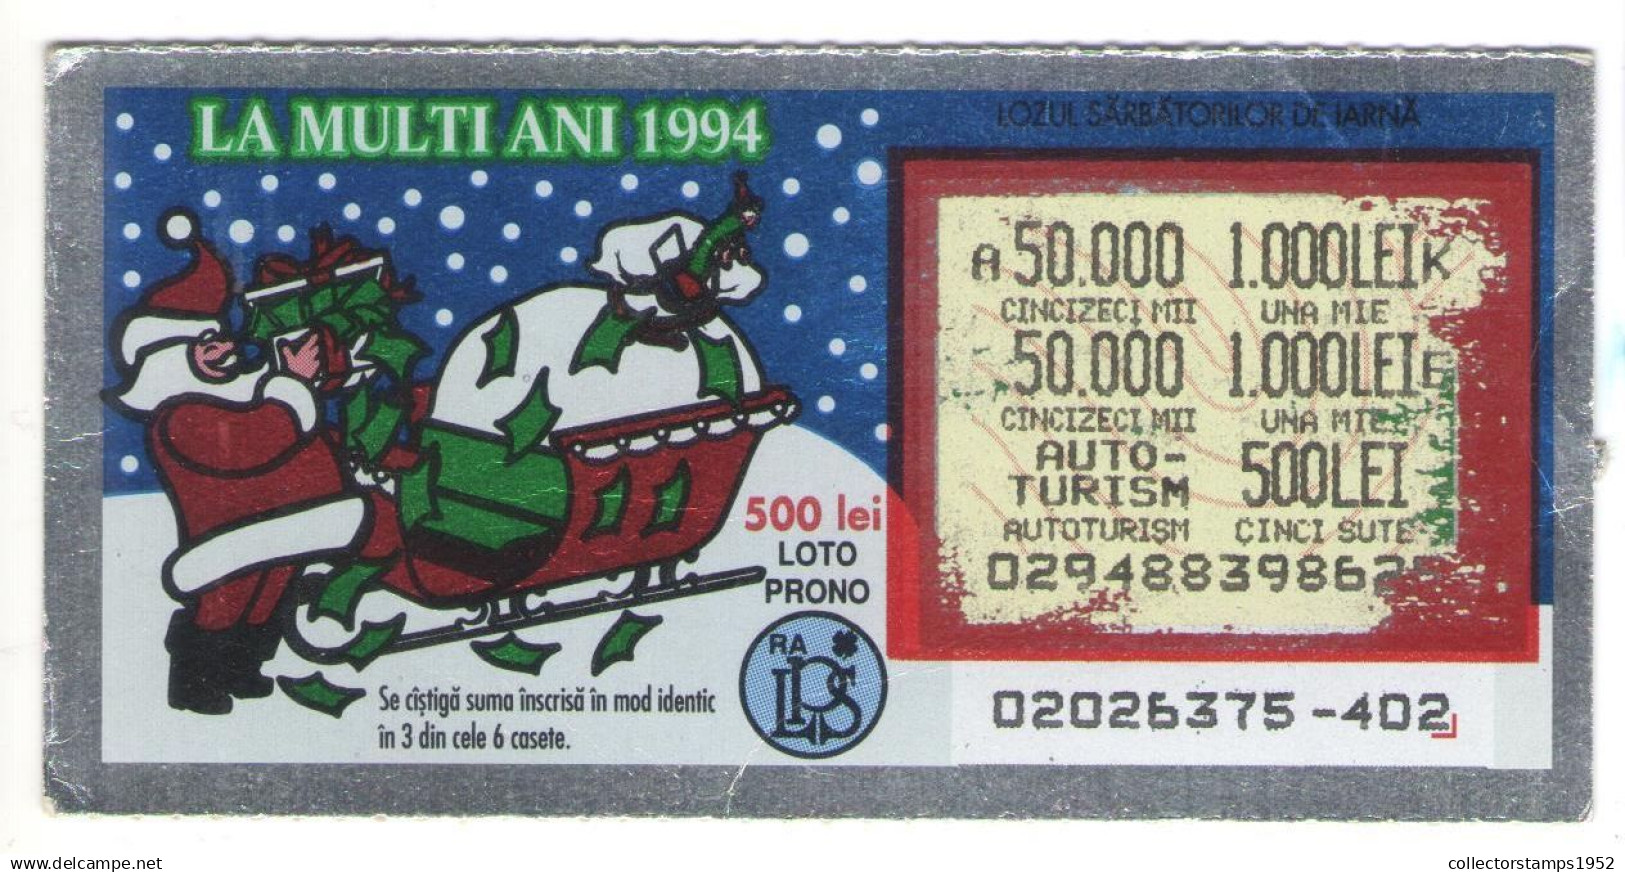 LA MULTI ANI 1994
LOZUL SĂRBĂTORILOR DE IARNĂ
A 50.000 1.000LEI K
CINCIZECI MII UNA MIE
50.000 1.000LEI E
CINCIZECI MII UNA MIE
AUTO-
TURISM 500LEI
AUTOTURISM CINCI SUTE
02948839862
500 lei
LOTO
PRONO
RA
LPS
Se cîştigă suma înscrisă în mod identic
în 3 din cele 6 casete.
02026375-402
delcampe.net
collectorstamps1952